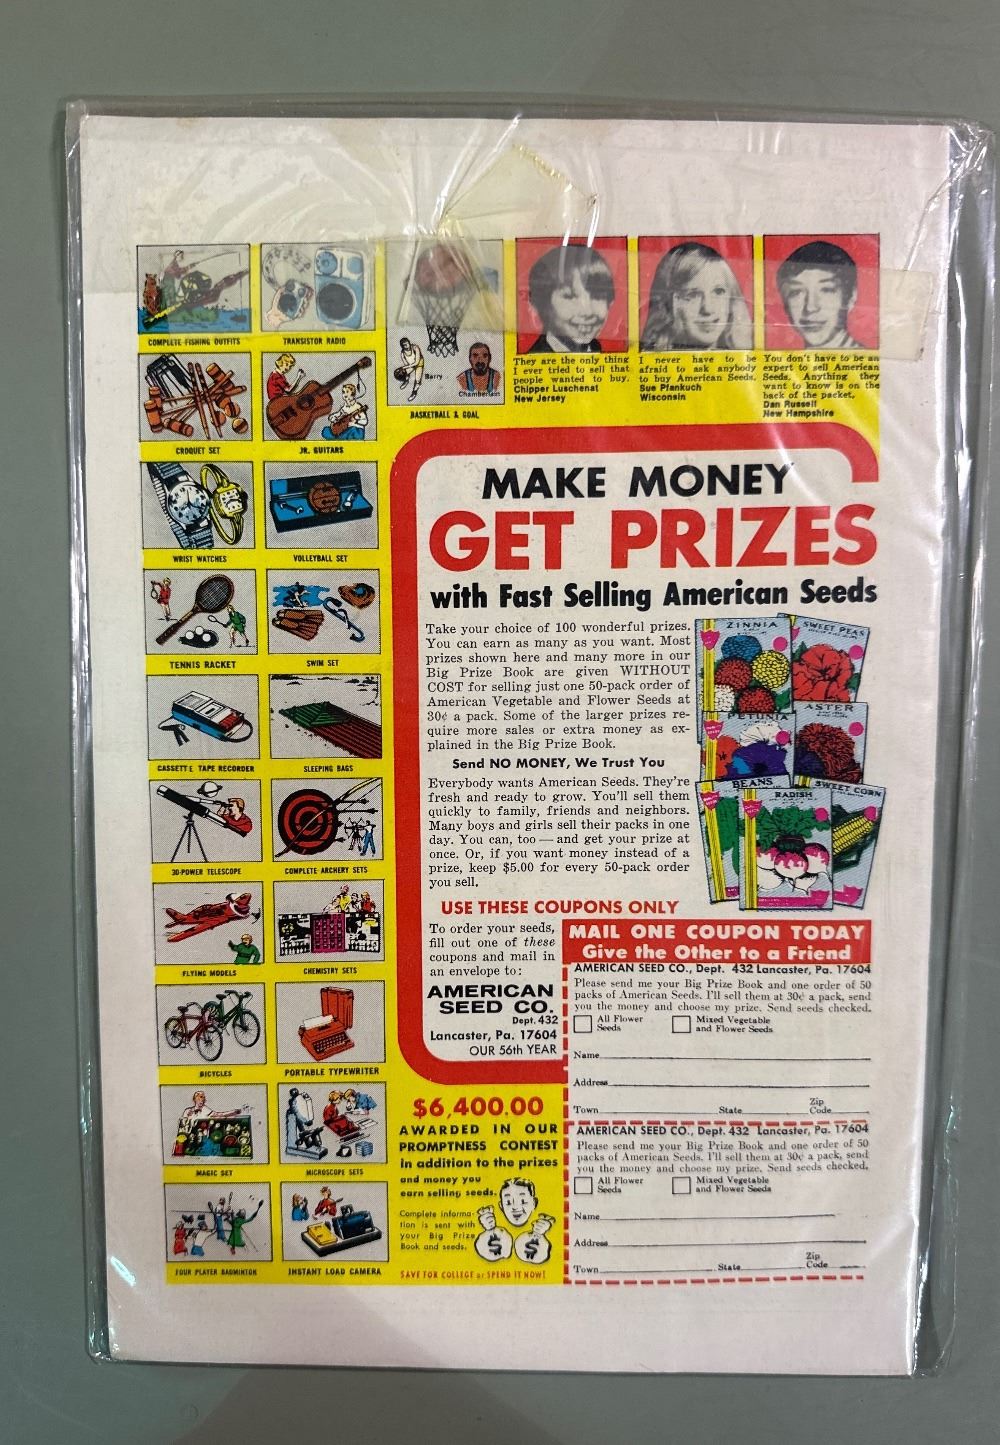 COMPLETE FISHING OUTFITS
TRANSISTOR RADIO
Barry
Chamberlain
BASKETBALL & GOAL
They are the only thing
I ever tried to sell that
people wanted to buy.
Chipper Luschenat
New Jersey
I never have to be
afraid to ask anybody
to buy American Seeds.
Sue Pfankuch
Wisconsin
You don't have to be an
expert to sell American
Seeds. Anything they
want to know is on the
back of the packet.
Dan Russell
New Hampshire
CROQUET SET
JR. GUITARS
WRIST WATCHES
VOLLEYBALL SET
TENNIS RACKET
SWIM SET
CASSETTE TAPE RECORDER
SLEEPING BAGS
30-POWER TELESCOPE
COMPLETE ARCHERY SETS
FLYING MODELS
CHEMISTRY SETS
BICYCLES
PORTABLE TYPEWRITER
MAGIC SET
MICROSCOPE SETS
FOUR PLAYER BADMINTON
INSTANT LOAD CAMERA
MAKE MONEY
GET PRIZES
with Fast Selling American Seeds
Take your choice of 100 wonderful prizes.
You can earn as many as you want. Most
prizes shown here and many more in our
Big Prize Book are given WITHOUT
COST for selling just one 50-pack order of
American Vegetable and Flower Seeds at
30¢ a pack. Some of the larger prizes re-
quire more sales or extra money as ex-
plained in the Big Prize Book.
Send NO MONEY, We Trust You
Everybody wants American Seeds. They're
fresh and ready to grow. You'll sell them
quickly to family, friends and neighbors.
Many boys and girls sell their packs in one
day. You can, too — and get your prize at
once. Or, if you want money instead of a
prize, keep $5.00 for every 50-pack order
you sell.
ZINNIA
SWEET PEAS
PETUNIA
ASTER
BEANS
RADISH
SWEET CORN
USE THESE COUPONS ONLY
To order your seeds,
fill out one of these
coupons and mail in
an envelope to:
AMERICAN
SEED CO.
Dept. 432
Lancaster, Pa. 17604
OUR 56th YEAR
MAIL ONE COUPON TODAY
Give the Other to a Friend
AMERICAN SEED CO., Dept. 432 Lancaster, Pa. 17604
Please send me your Big Prize Book and one order of 50
packs of American Seeds. I'll sell them at 30¢ a pack, send
you the money and choose my prize. Send seeds checked.
All Flower
Seeds
Mixed Vegetable
and Flower Seeds
Name
Address
Town State Zip Code
AMERICAN SEED CO., Dept. 432 Lancaster, Pa. 17604
Please send me your Big Prize Book and one order of 50
packs of American Seeds. I'll sell them at 30¢ a pack, send
you the money and choose my prize. Send seeds checked.
All Flower
Seeds
Mixed Vegetable
and Flower Seeds
Name
Address
Town State Zip Code
$6,400.00
AWARDED IN OUR
PROMPTNESS CONTEST
in addition to the prizes
and money you
earn selling seeds.
Complete informa-
tion is sent with
your Big Prize
Book and seeds.
$ $
SAVE FOR COLLEGE or SPEND IT NOW!